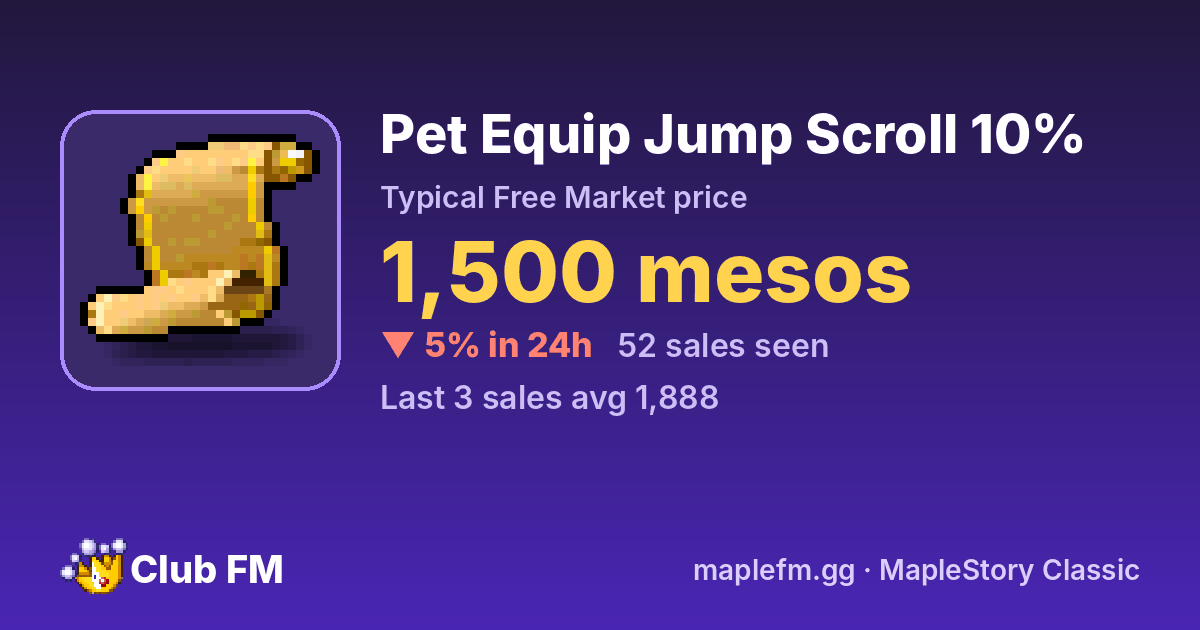 Pet Equip Jump Scroll 10%
Typical Free Market price
1,500 mesos
▼ 5% in 24h 52 sales seen
Last 3 sales avg 1,888
Club FM
maplefm.gg · MapleStory Classic